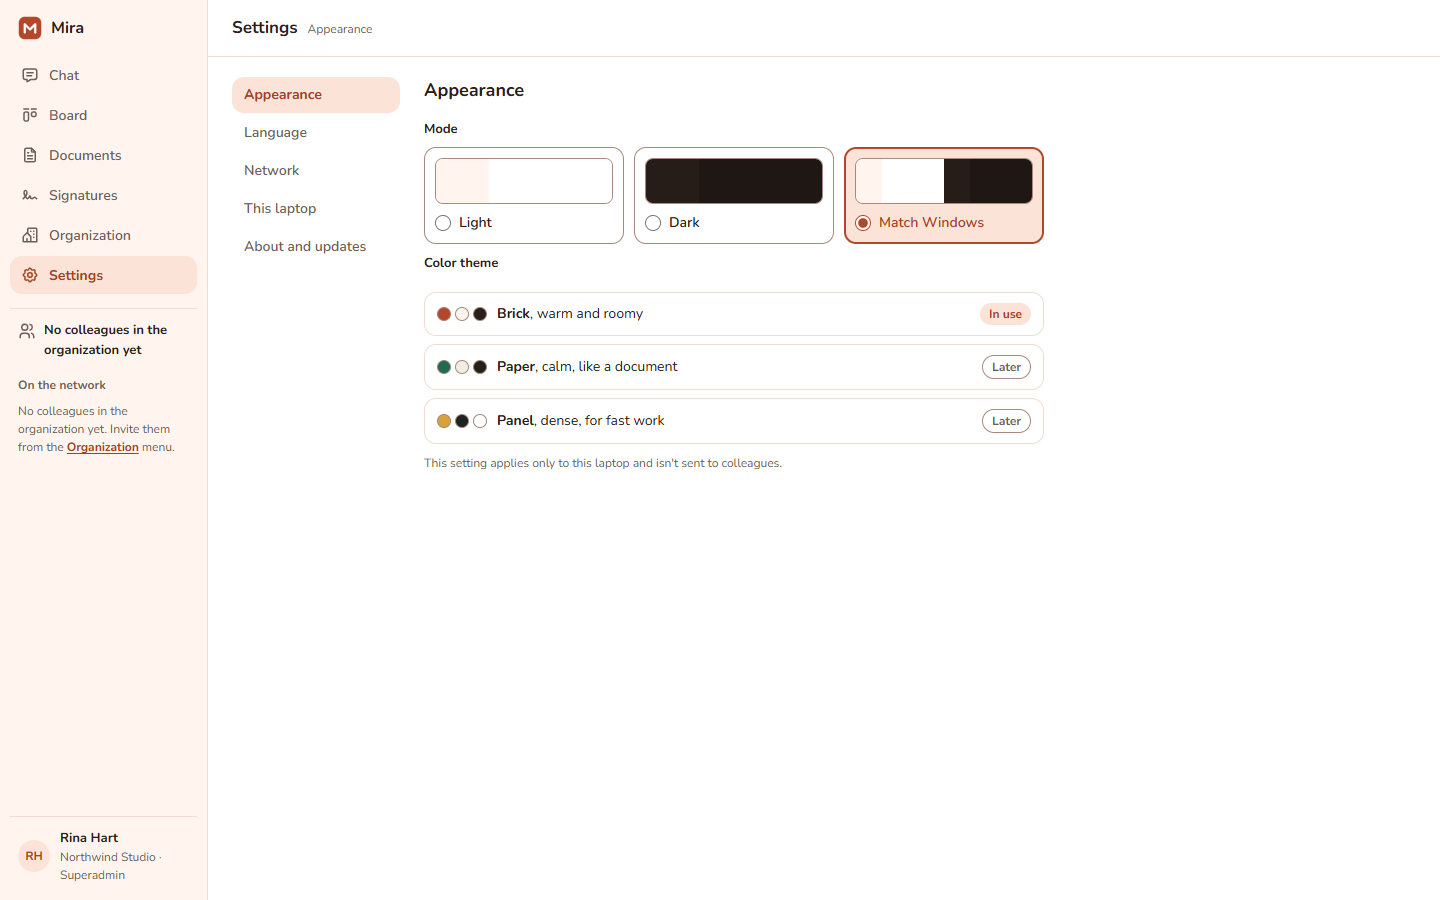 Mira
Chat
Board
Documents
Signatures
Organization
Settings
No colleagues in the
organization yet
On the network
No colleagues in the
organization yet. Invite them
from the Organization menu.
RH
Rina Hart
Northwind Studio ·
Superadmin
Settings Appearance
Appearance
Language
Network
This laptop
About and updates
Appearance
Mode
Light
Dark
Match Windows
Color theme
Brick, warm and roomy
In use
Paper, calm, like a document
Later
Panel, dense, for fast work
Later
This setting applies only to this laptop and isn't sent to colleagues.